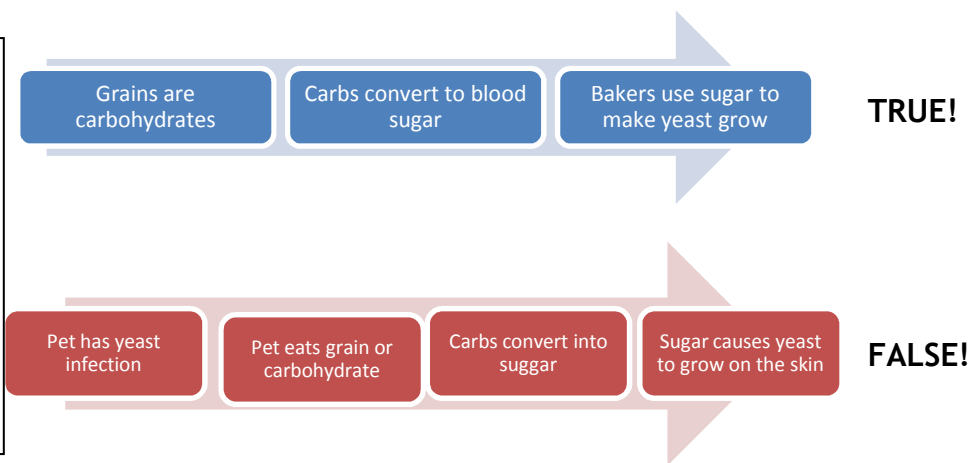 Grains are
carbohydrates
Carbs convert to blood
sugar
Bakers use sugar to
make yeast grow
TRUE!
Pet has yeast
infection
Pet eats grain or
carbohydrate
Carbs convert into
suggar
Sugar causes yeast
to grow on the skin
FALSE!